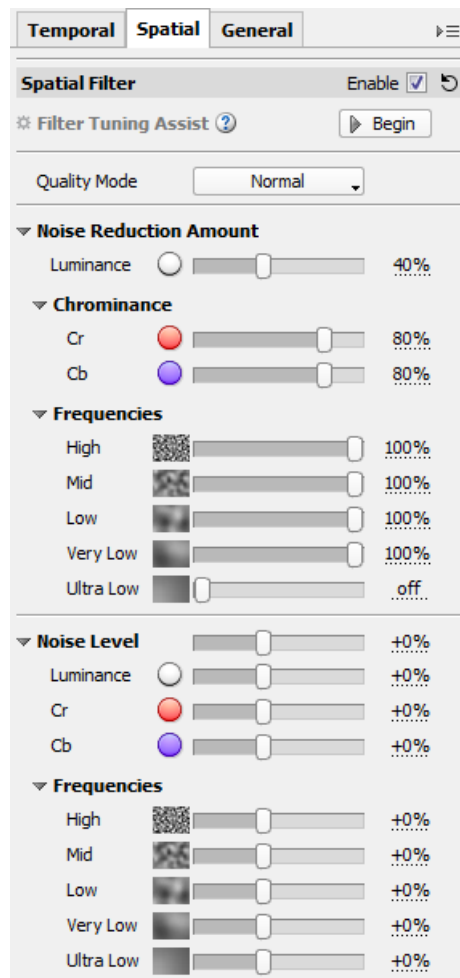 Temporal Spatial General
Spatial Filter Enable
Filter Tuning Assist ? Begin
Quality Mode Normal
Noise Reduction Amount
Luminance 40%
Chrominance
Cr 80%
Cb 80%
Frequencies
High 100%
Mid 100%
Low 100%
Very Low 100%
Ultra Low off
Noise Level +0%
Luminance +0%
Cr +0%
Cb +0%
Frequencies
High +0%
Mid +0%
Low +0%
Very Low +0%
Ultra Low +0%